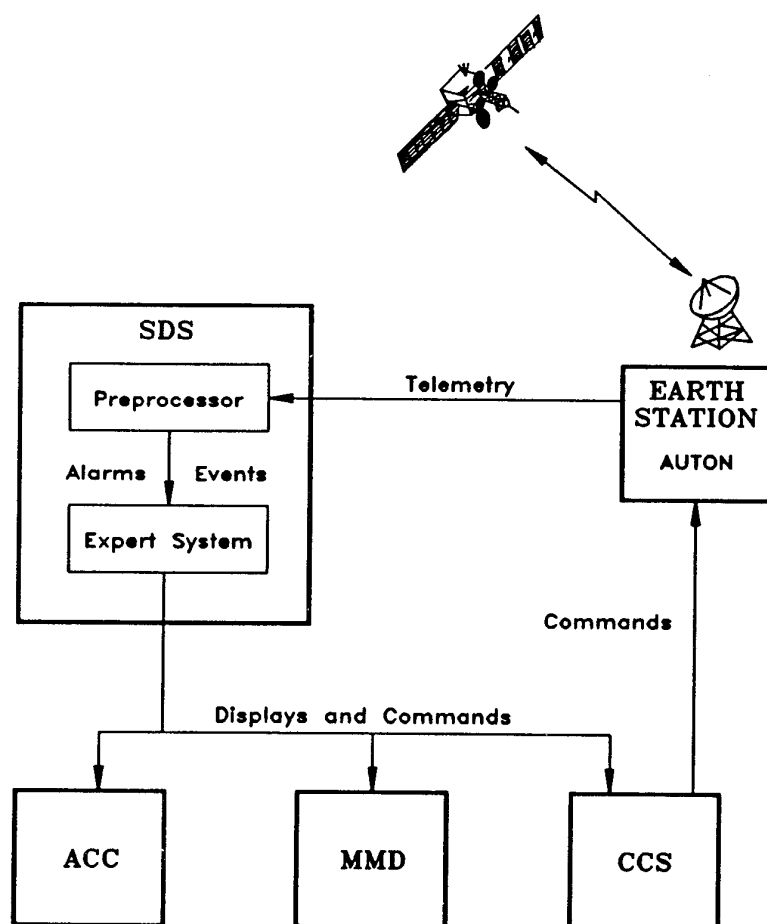 SDS
Preprocessor
Alarms Events
Expert System
Telemetry
EARTH
STATION
AUTON
Commands
Displays and Commands
ACC
MMD
CCS